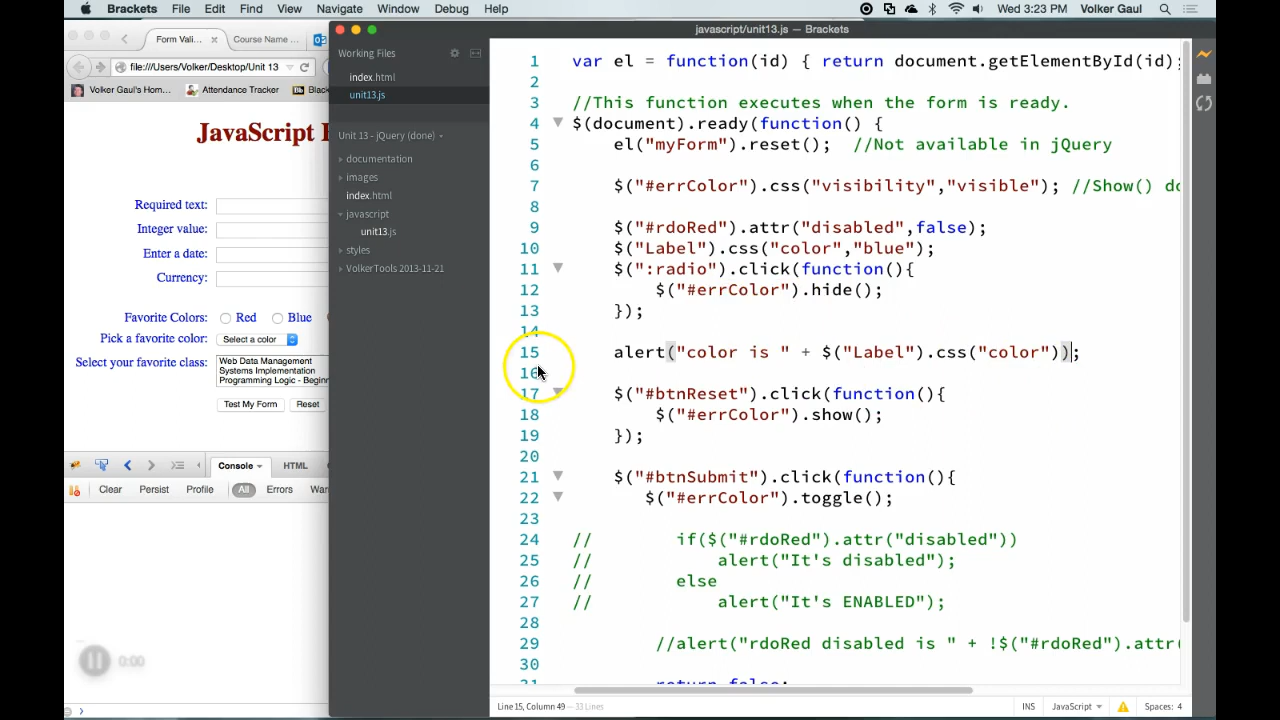 Brackets File Edit Find View Navigate Window Debug Help Wed 3:23 PM Volker Gaul
javascript/unit13.js — Brackets
Form Vali... Course Name ...
file:///Users/Volker/Desktop/Unit 13
Volker Gaul's Hom... Attendance Tracker Bb
JavaScript
Required text:
Integer value:
Enter a date:
Currency:
Favorite Colors: Red Blue
Pick a favorite color: Select a color
Select your favorite class: Web Data Management
Systems Implementation
Programming Logic - Beginn
Test My Form Reset
Console HTML
Clear Persist Profile All Errors
0:00
Working Files
index.html
unit13.js
Unit 13 - jQuery (done)
documentation
images
index.html
javascript
unit13.js
styles
VolkerTools 2013-11-21
1 var el = function(id) { return document.getElementById(id);
2
3 //This function executes when the form is ready.
4 $(document).ready(function() {
5 el("myForm").reset(); //Not available in jQuery
6
7 $("#errColor").css("visibility","visible"); //Show() do
8
9 $("#rdoRed").attr("disabled",false);
10 $("Label").css("color","blue");
11 $(":radio").click(function(){
12 $("#errColor").hide();
13 });
14
15 alert("color is " + $("Label").css("color"));
16
17 $("#btnReset").click(function(){
18 $("#errColor").show();
19 });
20
21 $("#btnSubmit").click(function(){
22 $("#errColor").toggle();
23
24 // if($("#rdoRed").attr("disabled"))
25 // alert("It's disabled");
26 // else
27 // alert("It's ENABLED");
28
29 //alert("rdoRed disabled is " + !$("#rdoRed").attr(
30
31 return false;
Line 15, Column 49 — 33 Lines INS JavaScript Spaces: 4